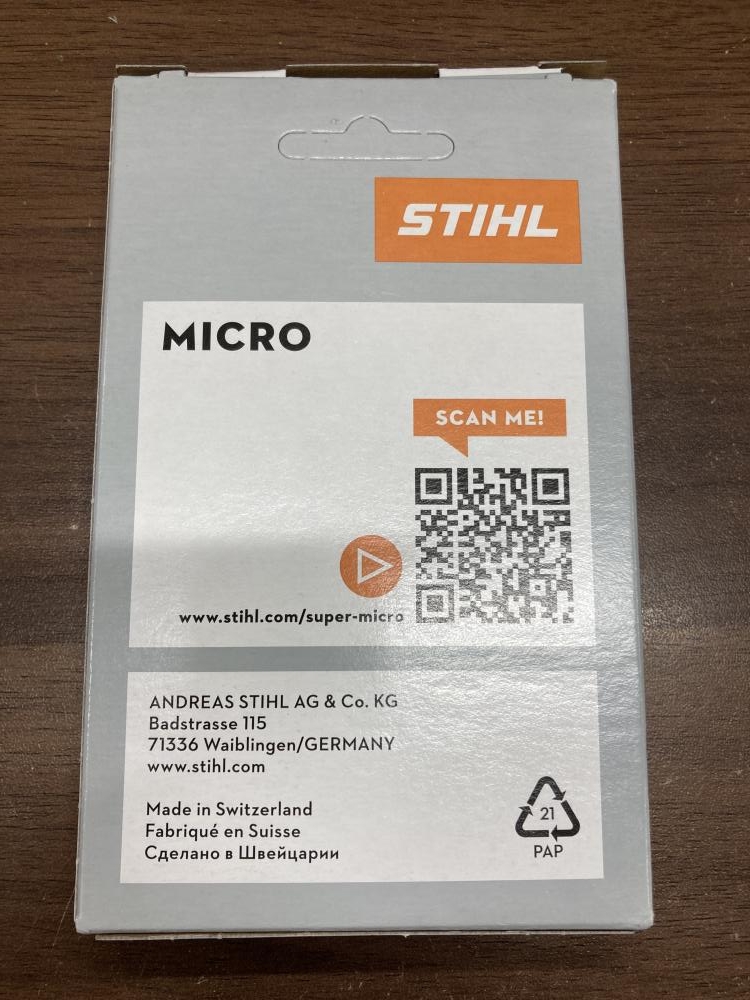 STIHL
MICRO
SCAN ME!
www.stihl.com/super-micro
ANDREAS STIHL AG & Co. KG
Badstrasse 115
71336 Waiblingen/GERMANY
www.stihl.com
Made in Switzerland
Fabriqué en Suisse
Сделано в Швейцарии
21
PAP